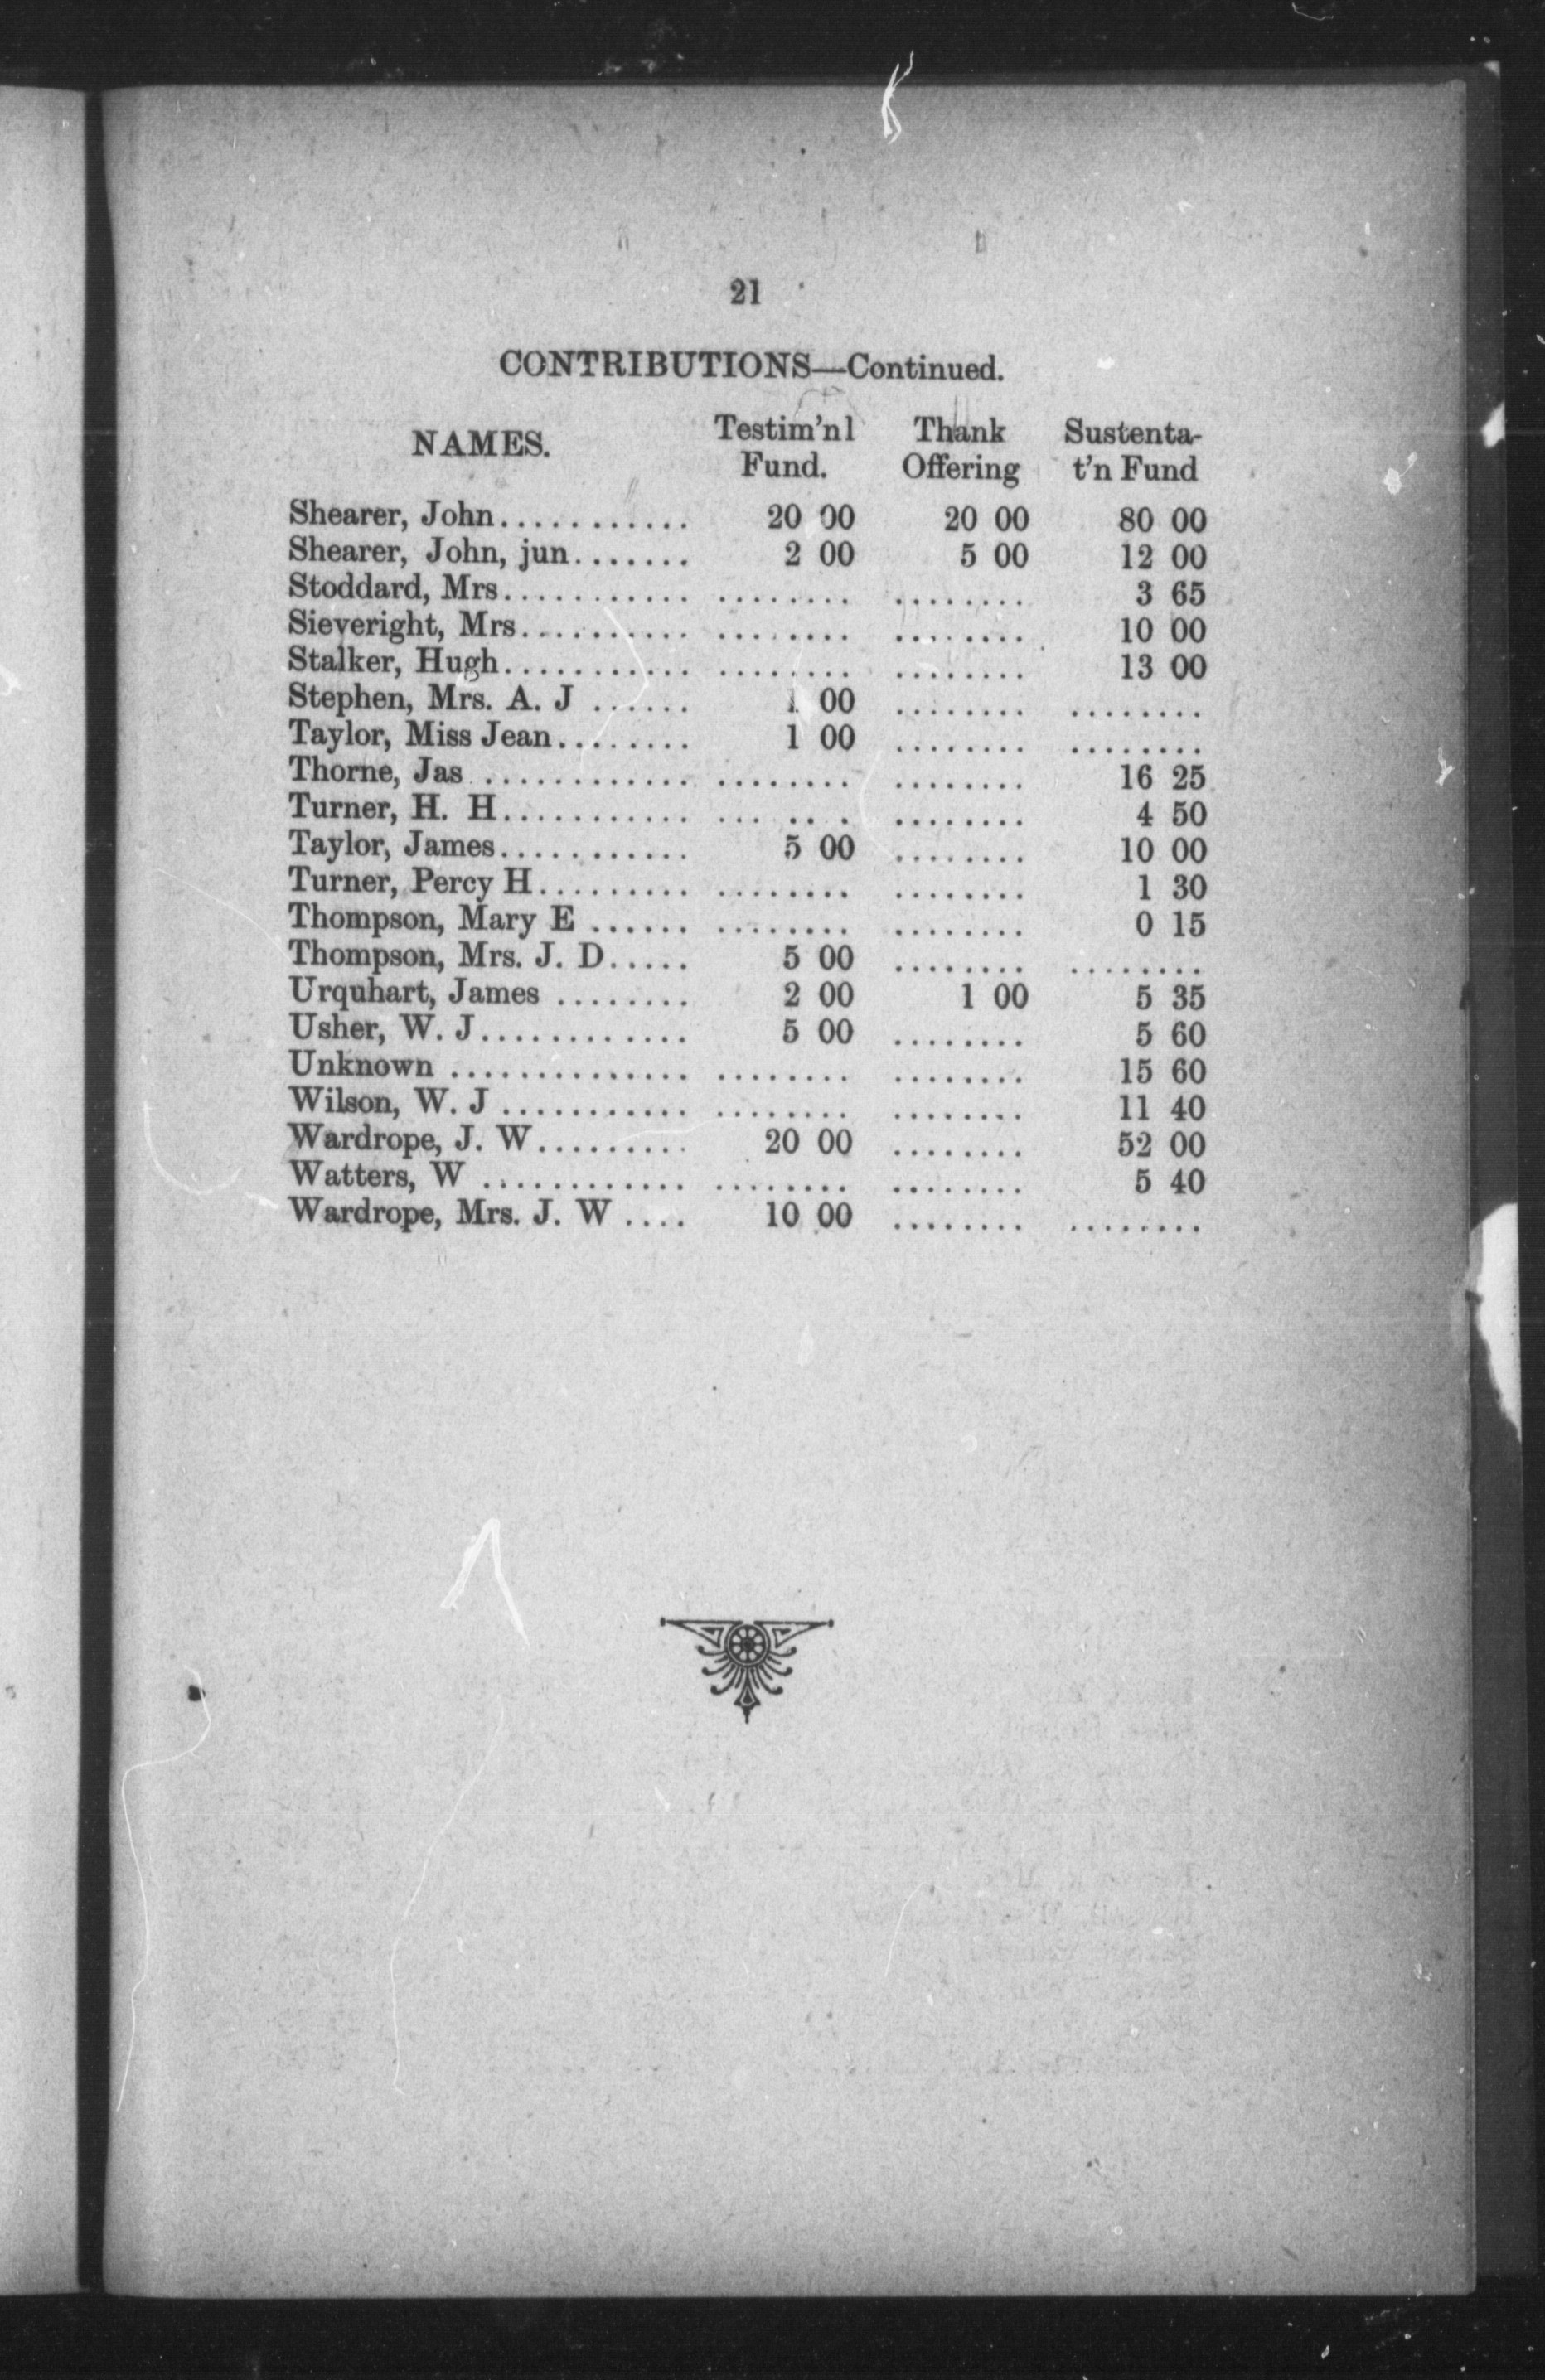 21
CONTRIBUTIONS—Continued.
NAMES. Testim'nl Fund. Thank Offering Sustenta-t'n Fund
Shearer, John............ 20 00 20 00 80 00
Shearer, John, jun....... 2 00 5 00 12 00
Stoddard, Mrs............ ........ ........ 3 65
Sieveright, Mrs........... ........ ........ 10 00
Stalker, Hugh............ ........ ........ 13 00
Stephen, Mrs. A. J ...... 1 00 ........ ........
Taylor, Miss Jean........ 1 00 ........ ........
Thorne, Jas ............ ........ ........ 16 25
Turner, H. H............ ... .. . ........ 4 50
Taylor, James............ 5 00 ........ 10 00
Turner, Percy H.......... ........ ........ 1 30
Thompson, Mary E ...... ........ ........ 0 15
Thompson, Mrs. J. D..... 5 00 ........ ........
Urquhart, James ........ 2 00 1 00 5 35
Usher, W. J............. 5 00 ........ 5 60
Unknown .............. ........ ........ 15 60
Wilson, W. J ............ ........ ........ 11 40
Wardrope, J. W.......... 20 00 ........ 52 00
Watters, W ............. ........ ........ 5 40
Wardrope, Mrs. J. W .... 10 00 ........ ........